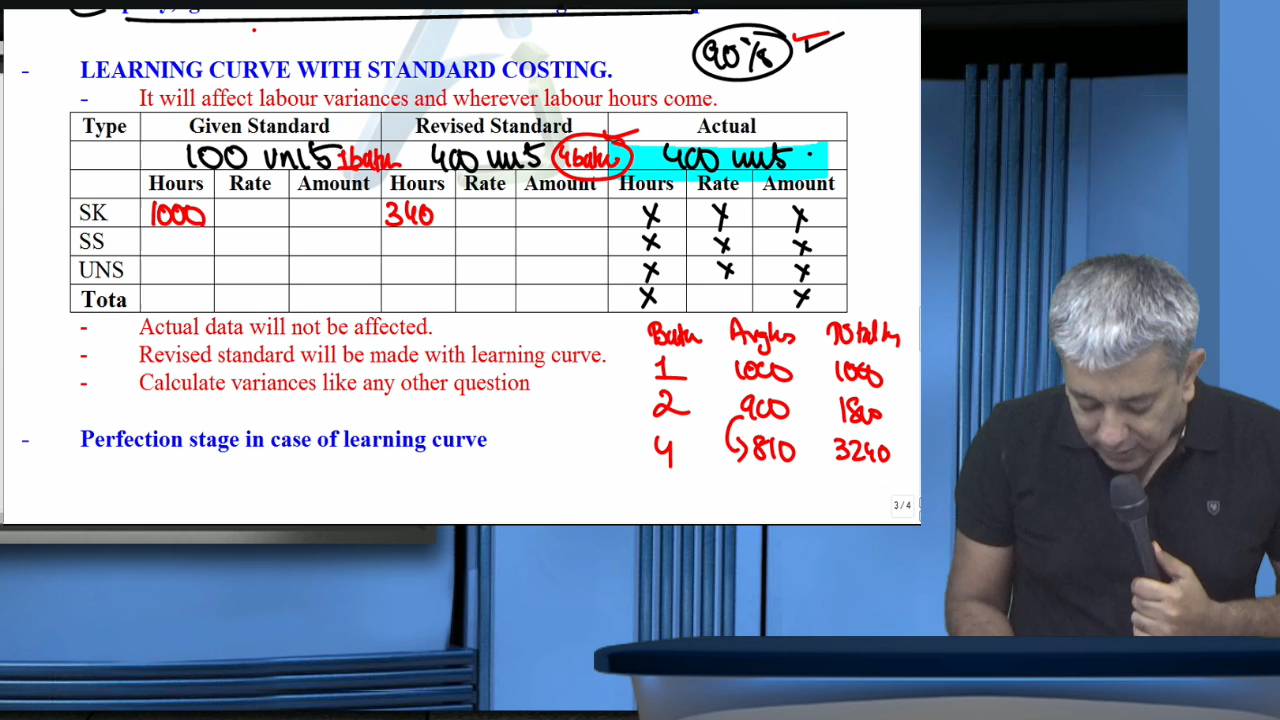 90%
- LEARNING CURVE WITH STANDARD COSTING.
- It will affect labour variances and wherever labour hours come.
Type Given Standard Revised Standard Actual
100 units 1 batch 400 units 4 batch 400 units
Hours Rate Amount Hours Rate Amount Hours Rate Amount
SK 1000 340 x x x
SS x x x
UNS x x x
Tota x x
- Actual data will not be affected.
- Revised standard will be made with learning curve.
- Calculate variances like any other question
Batch Avg hrs Total hrs
1 1000 1000
2 900 1800
4 810 3240
- Perfection stage in case of learning curve
3/4